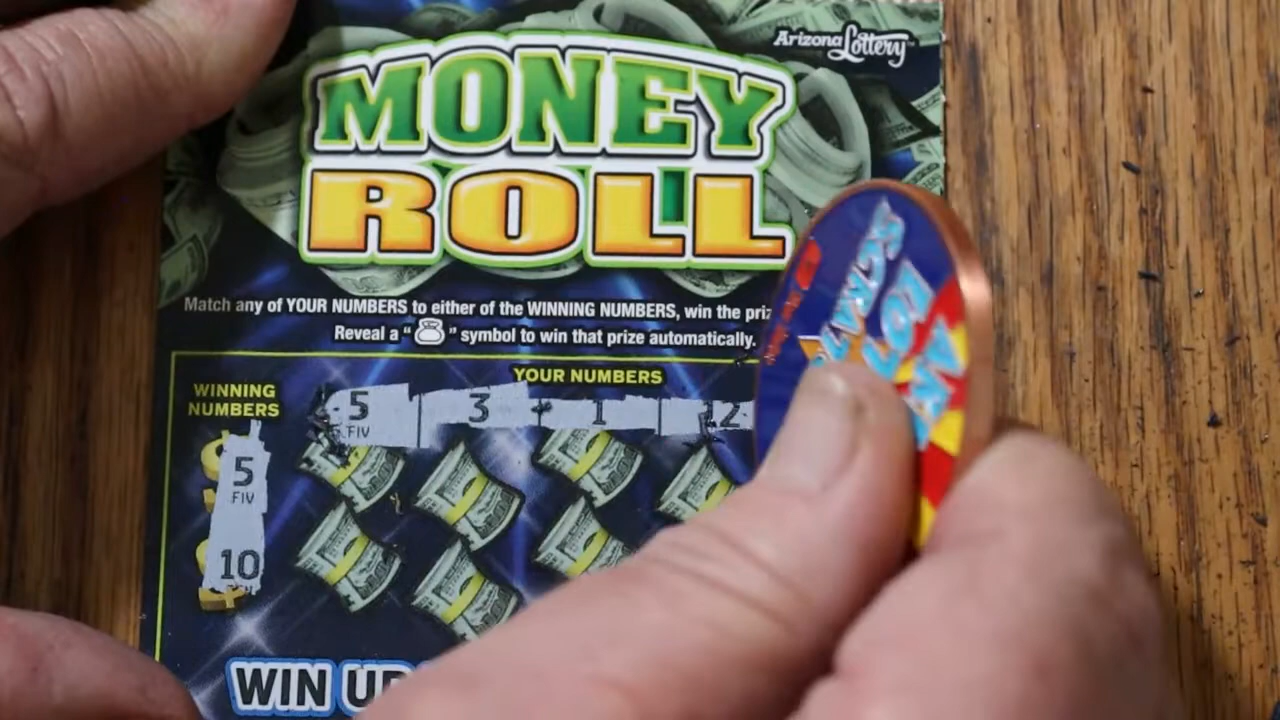 Arizona Lottery
MONEY
ROLL
Match any of YOUR NUMBERS to either of the WINNING NUMBERS, win the
Reveal a " " symbol to win that prize automatically.
WINNING
NUMBERS
YOUR NUMBERS
5 3 1 12
FIV
5
FIV
10
WIN UP